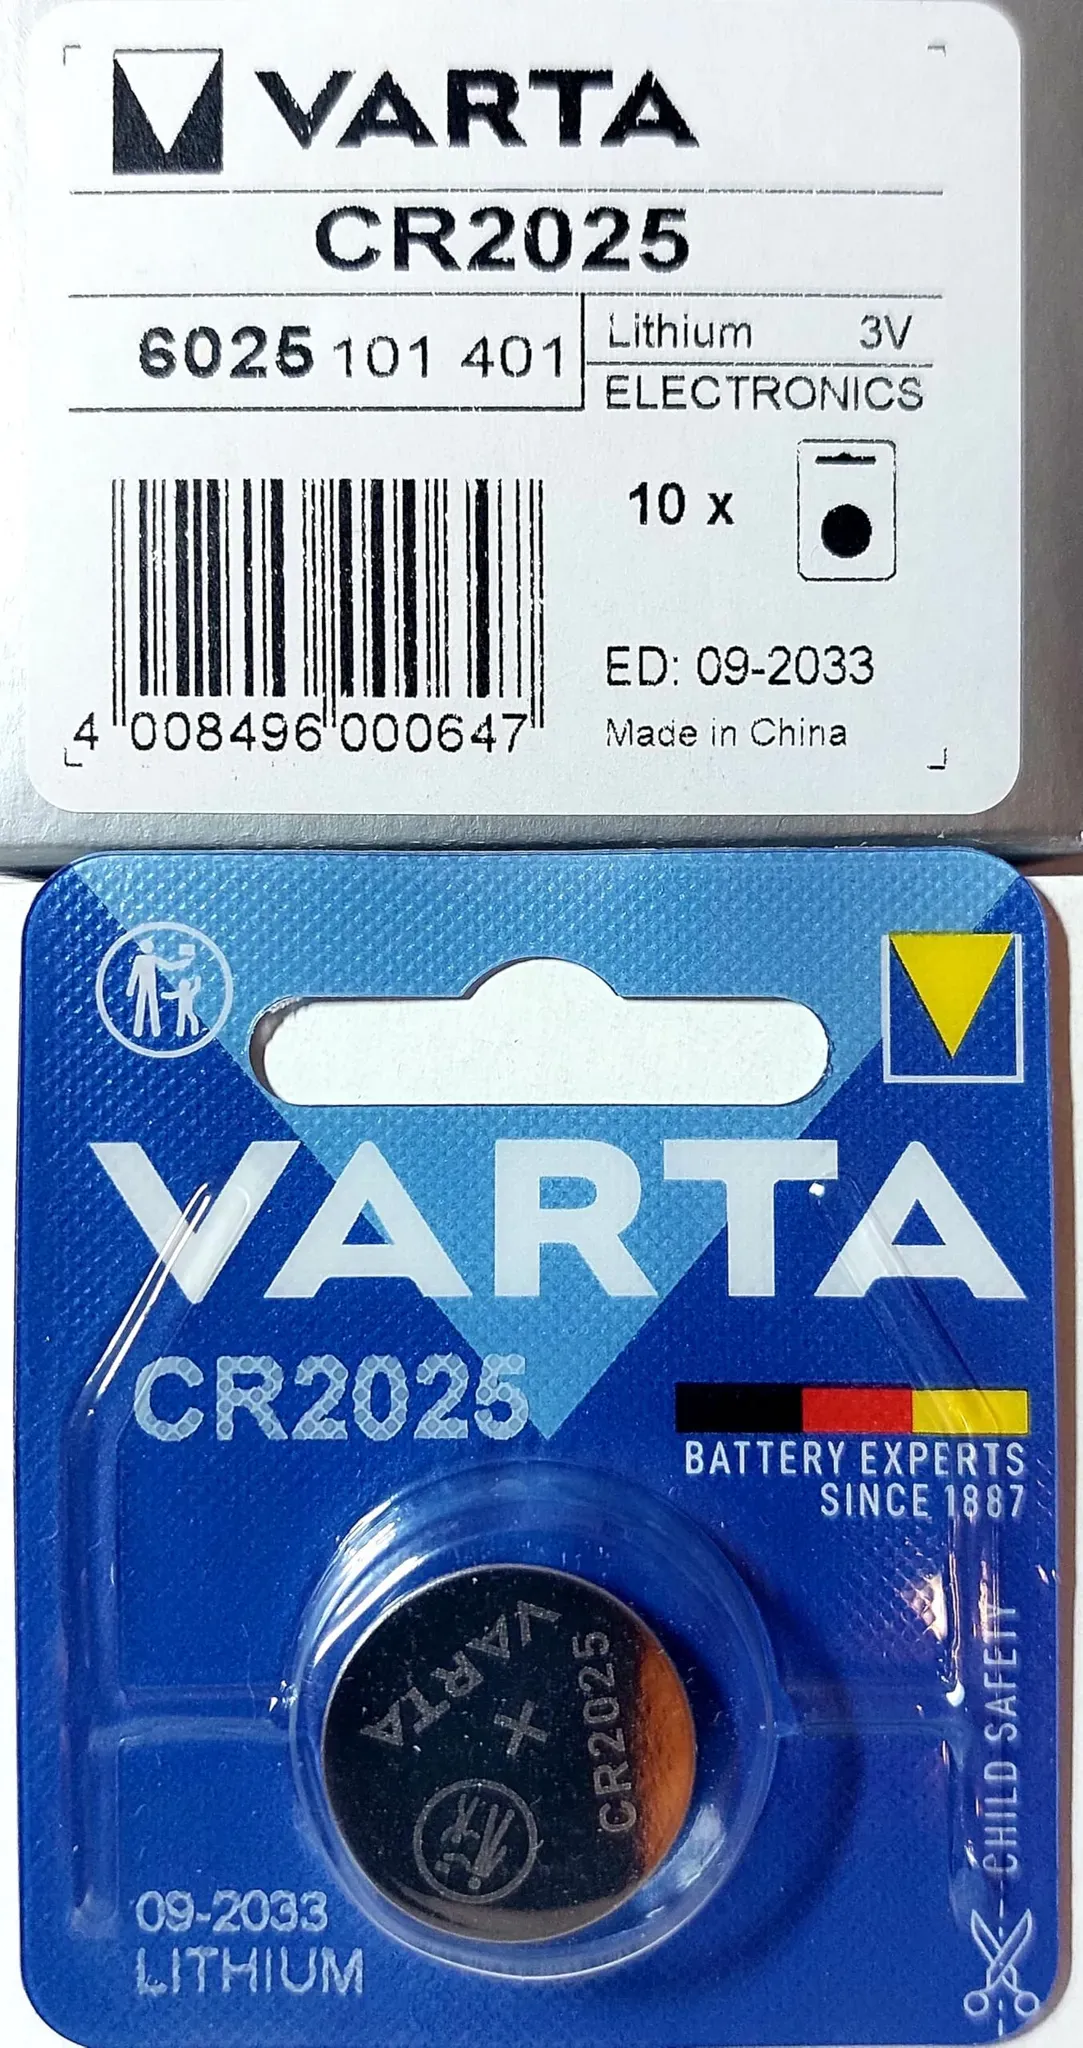 VARTA
CR2025
6025 101 401
Lithium 3V
ELECTRONICS
10 x
ED: 09-2033
Made in China
4 008496 000647
VARTA
CR2025
BATTERY EXPERTS
SINCE 1887
VARTA
+
CR2025
CHILD SAFETY
09-2033
LITHIUM